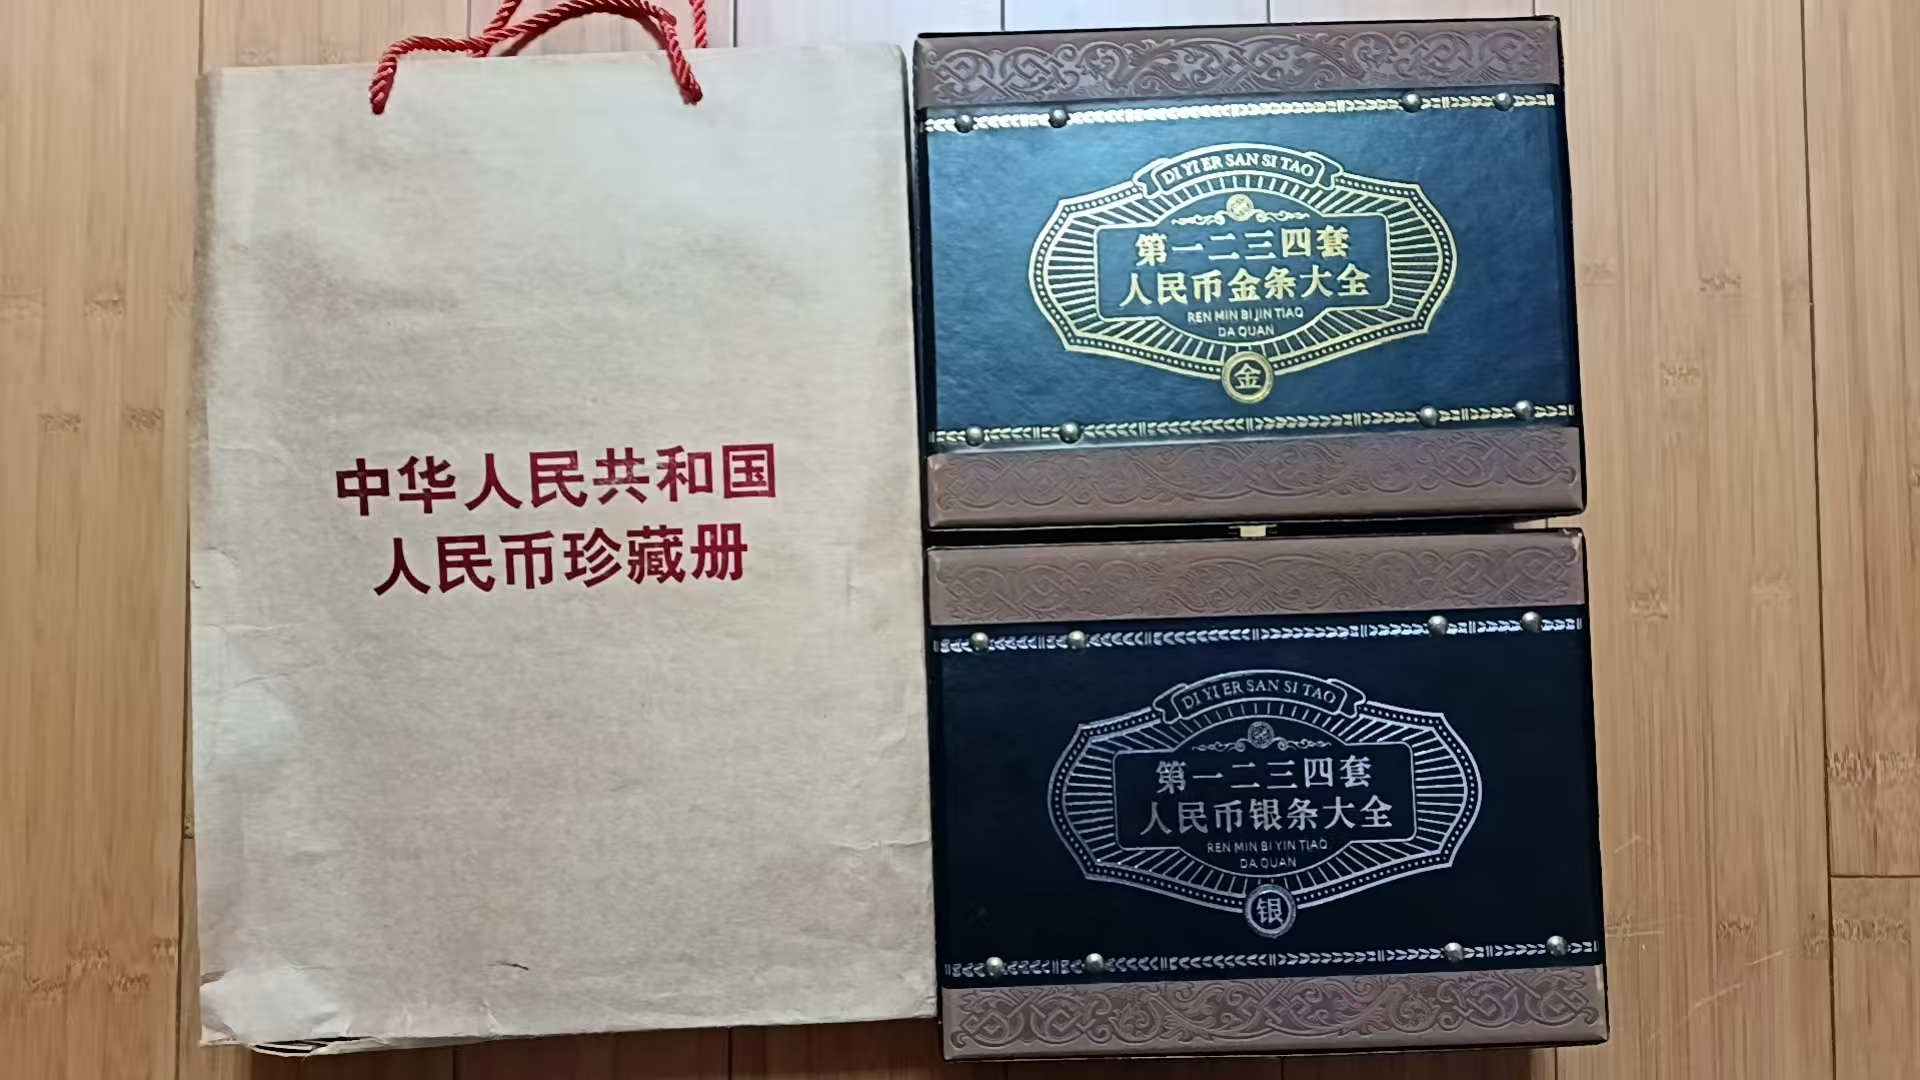 中华人民共和国
人民币珍藏册
DI YI ER SAN SI TAO
第一二三四套
人民币金条大全
REN MIN BI JIN TIAO
DA QUAN
金
DI YI ER SAN SI TAO
第一二三四套
人民币银条大全
REN MIN BI YIN TIAO
DA QUAN
银